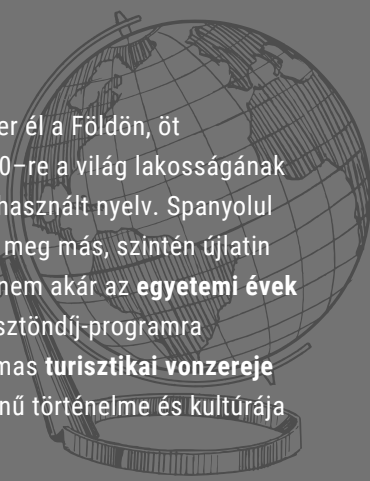 er él a Földön, öt
0–re a világ lakosságának
használt nyelv. Spanyolul
meg más, szintén újlatin
nem akár az egyetemi évek
sztöndíj-programra
mas turisztikai vonzereje
nű történelme és kultúrája